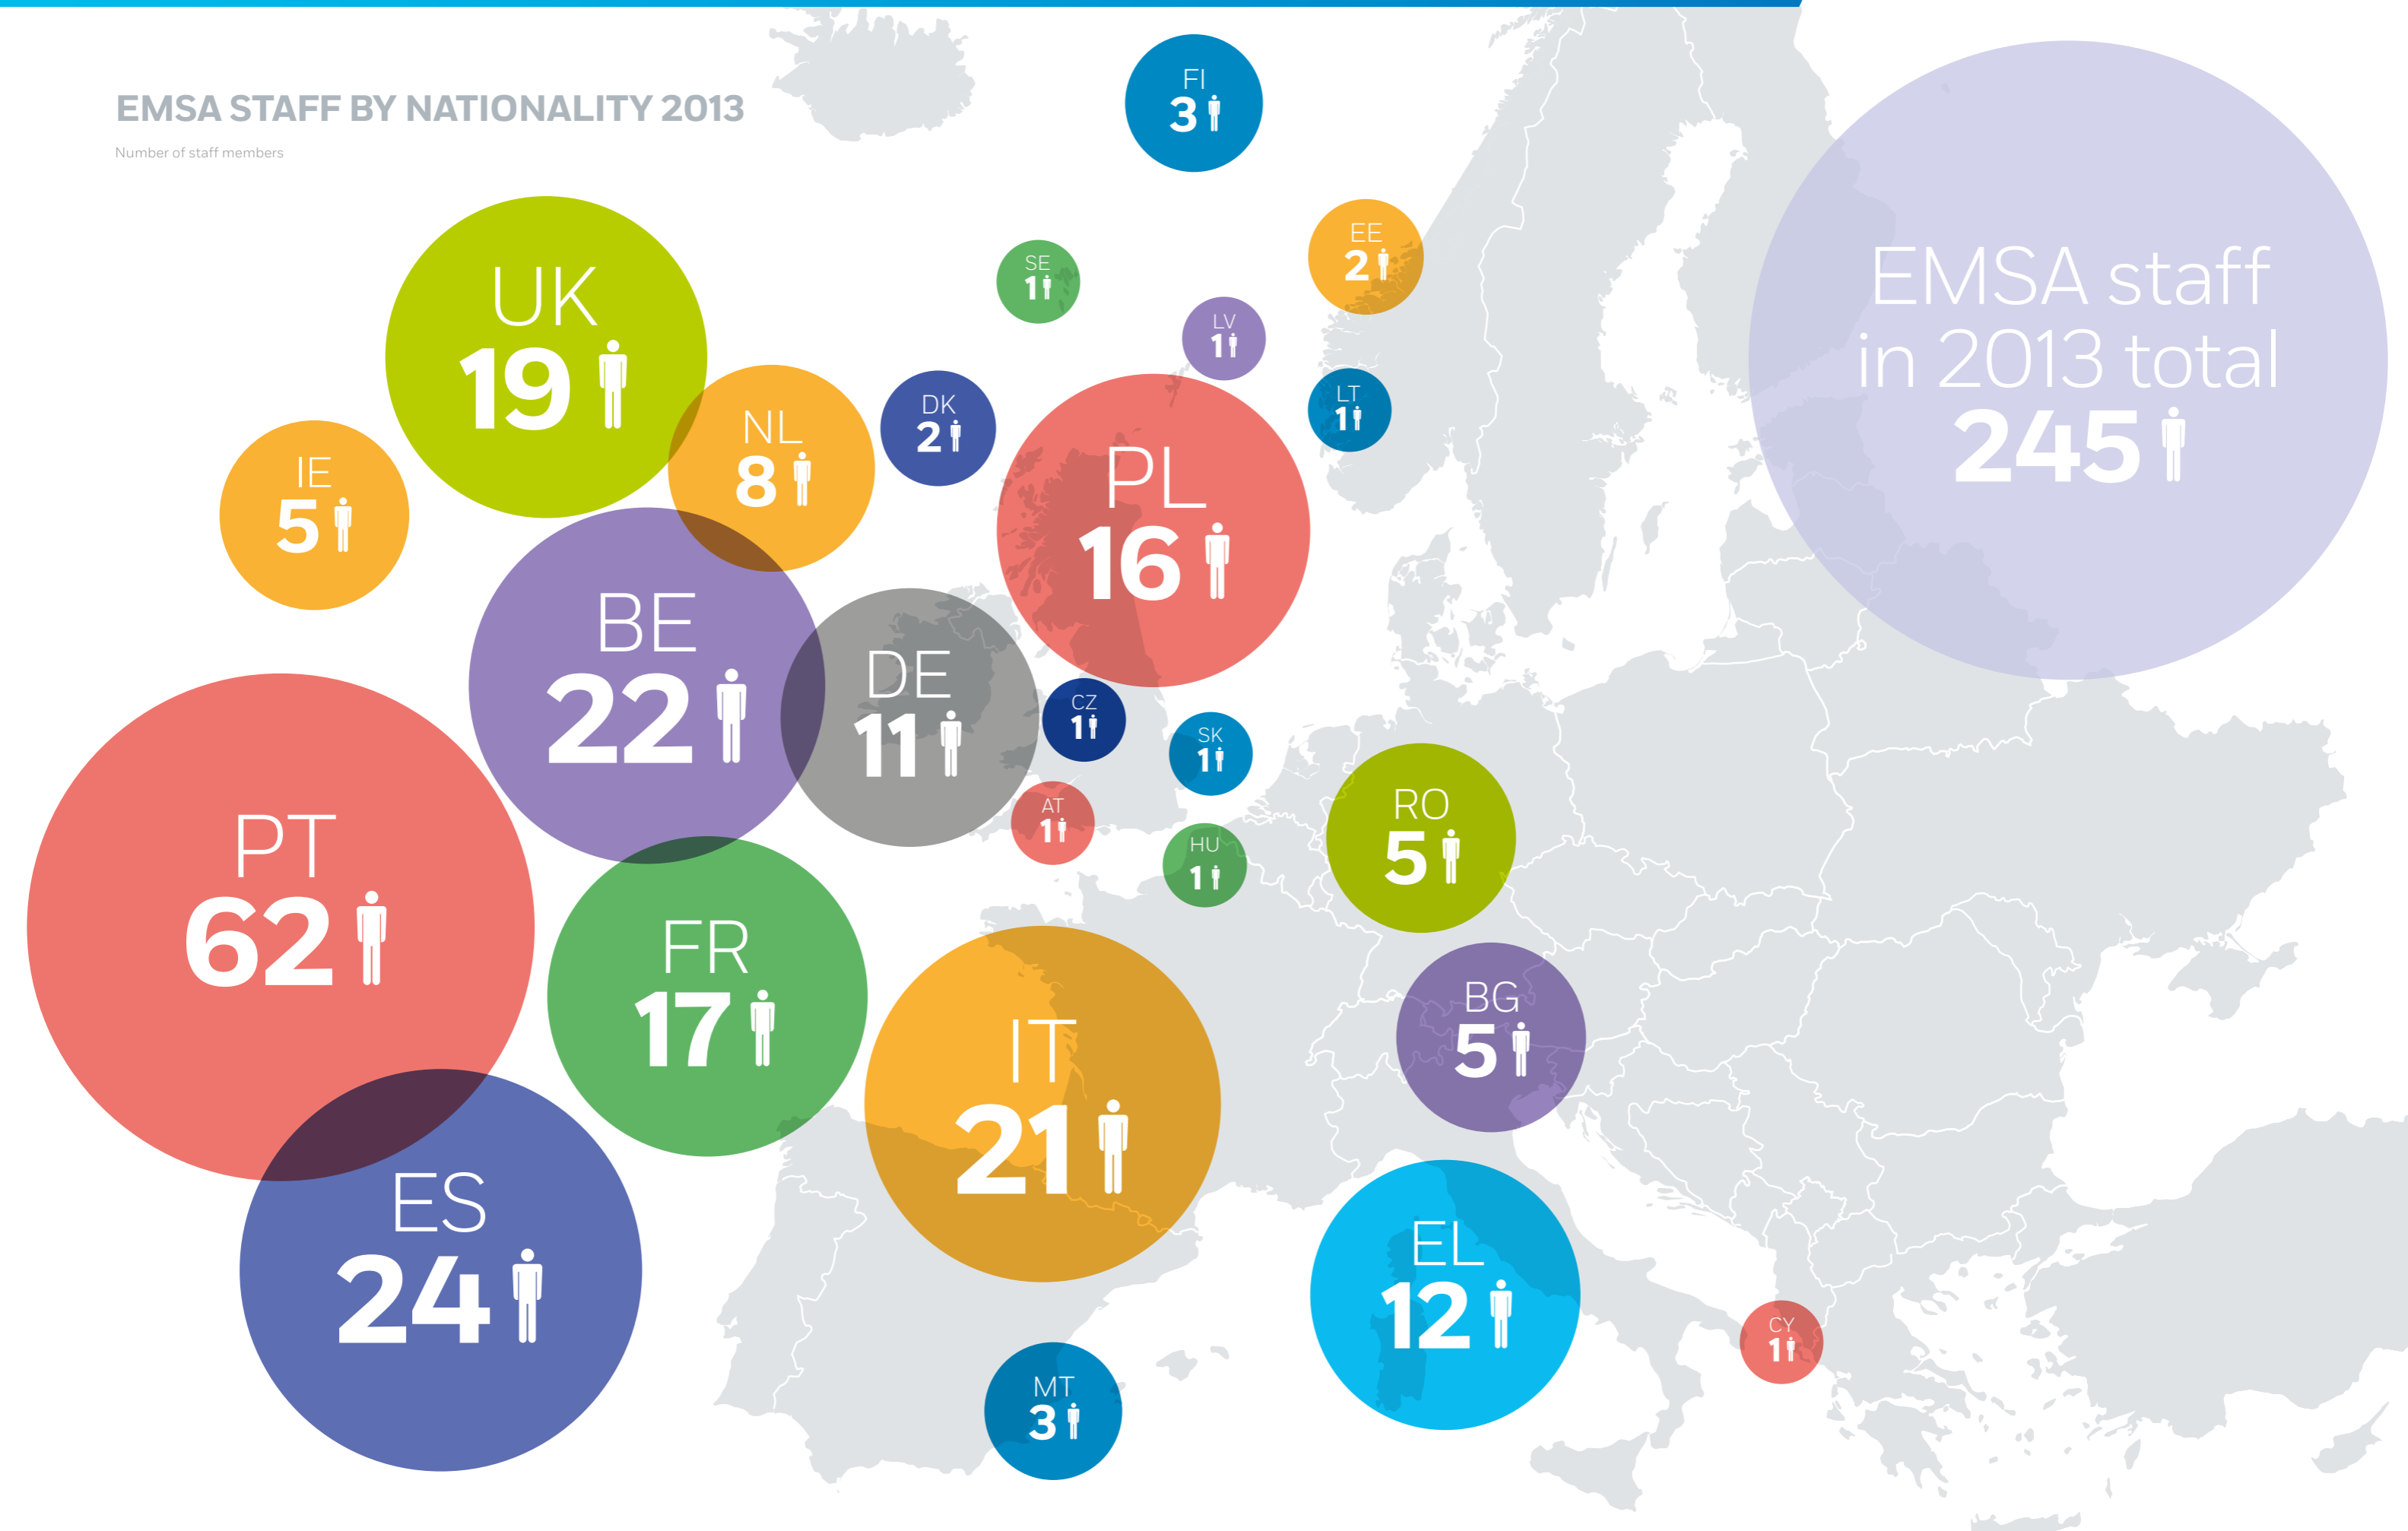 EMSA STAFF BY NATIONALITY 2013
Number of staff members
FI
3
UK
19
SE
1
EE
2
LV
1
EMSA staff
in 2013 total
245
NL
8
DK
2
LT
1
IE
5
PL
16
BE
22
DE
11
CZ
1
SK
1
AT
1
HU
1
RO
5
PT
62
FR
17
IT
21
BG
5
ES
24
EL
12
CY
1
MT
3